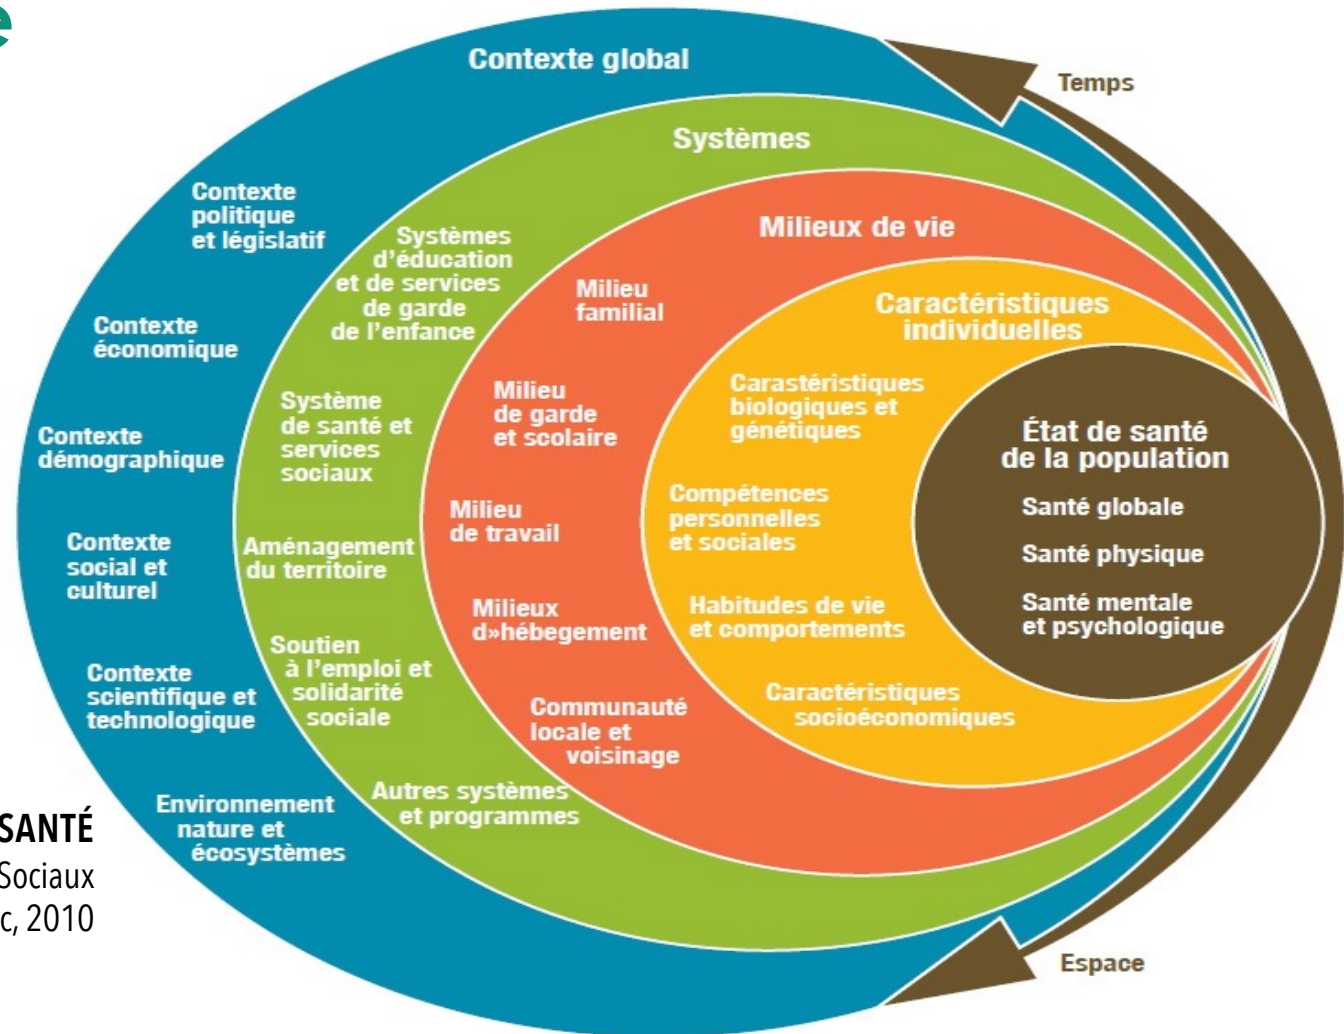 e
Contexte global
Temps
Systèmes
Contexte
politique
et législatif
Systèmes
d'éducation
et de services
de garde
de l'enfance
Milieux de vie
Milieu
familial
Caractéristiques
individuelles
Contexte
économique
Milieu
de garde
et scolaire
Carastéristiques
biologiques et
génétiques
Système
de santé et
services
sociaux
Contexte
démographique
État de santé
de la population
Santé globale
Santé physique
Santé mentale
et psychologique
Compétences
personnelles
et sociales
Milieu
de travail
Contexte
social et
culturel
Aménagement
du territoire
Milieux
d»hébegement
Habitudes de vie
et comportements
Soutien
à l'emploi et
solidarité
sociale
Contexte
scientifique et
technologique
Caractéristiques
socioéconomiques
Communauté
locale et
voisinage
Autres systèmes
et programmes
Environnement
nature et
écosystèmes
SANTÉ
Sociaux
c, 2010
Espace